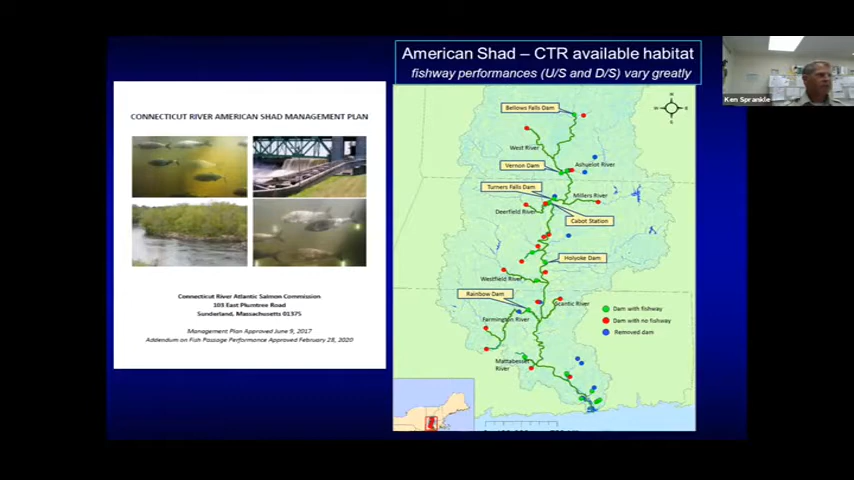 American Shad – CTR available habitat
fishway performances (U/S and D/S) vary greatly
Ken Sprankle
CONNECTICUT RIVER AMERICAN SHAD MANAGEMENT PLAN
Connecticut River Atlantic Salmon Commission
103 East Plumtree Road
Sunderland, Massachusetts 01375
Management Plan Approved June 9, 2017
Addendum on Fish Passage Performance Approved February 28, 2020
Bellows Falls Dam
West River
Ashuelot River
Vernon Dam
Turners Falls Dam
Millers River
Deerfield River
Cabot Station
Holyoke Dam
Westfield River
Rainbow Dam
Scantic River
Farmington River
Dam with fishway
Dam with no fishway
Removed dam
Mattabesset
River